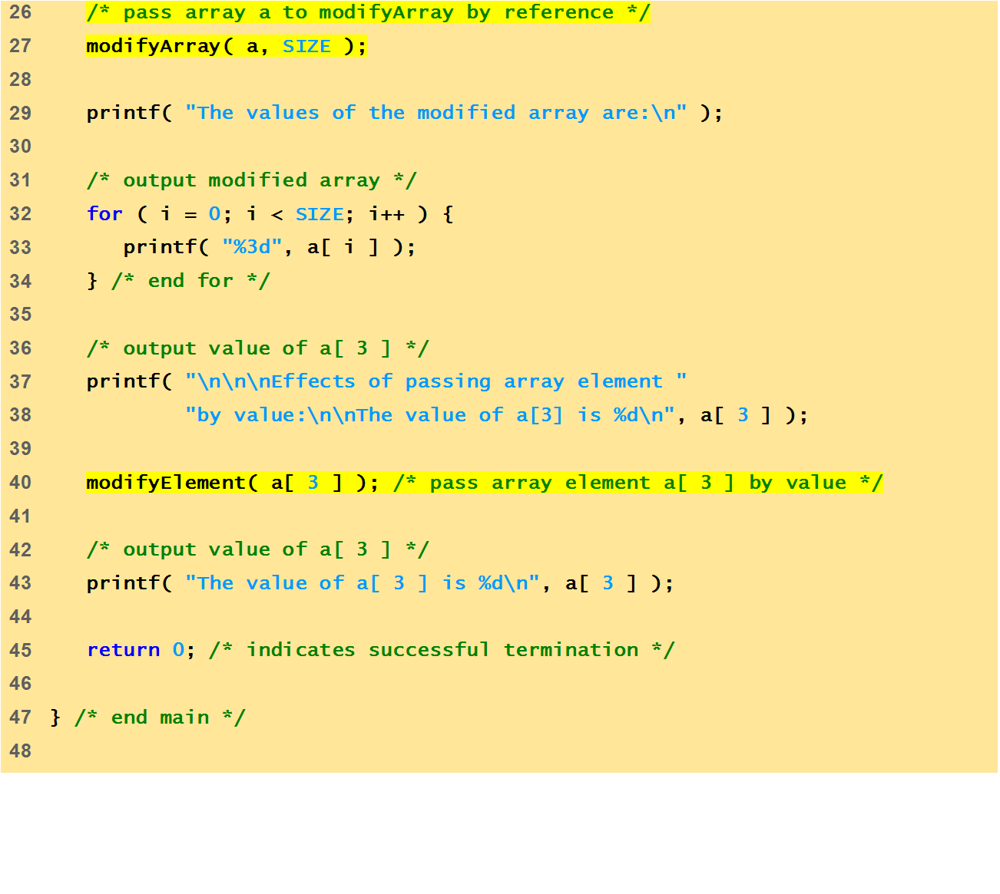 26 /* pass array a to modifyArray by reference */
27 modifyArray( a, SIZE );
28
29 printf( "The values of the modified array are:\n" );
30
31 /* output modified array */
32 for ( i = 0; i < SIZE; i++ ) {
33 printf( "%3d", a[ i ] );
34 } /* end for */
35
36 /* output value of a[ 3 ] */
37 printf( "\n\n\nEffects of passing array element "
38 "by value:\n\nThe value of a[3] is %d\n", a[ 3 ] );
39
40 modifyElement( a[ 3 ] ); /* pass array element a[ 3 ] by value */
41
42 /* output value of a[ 3 ] */
43 printf( "The value of a[ 3 ] is %d\n", a[ 3 ] );
44
45 return 0; /* indicates successful termination */
46
47 } /* end main */
48